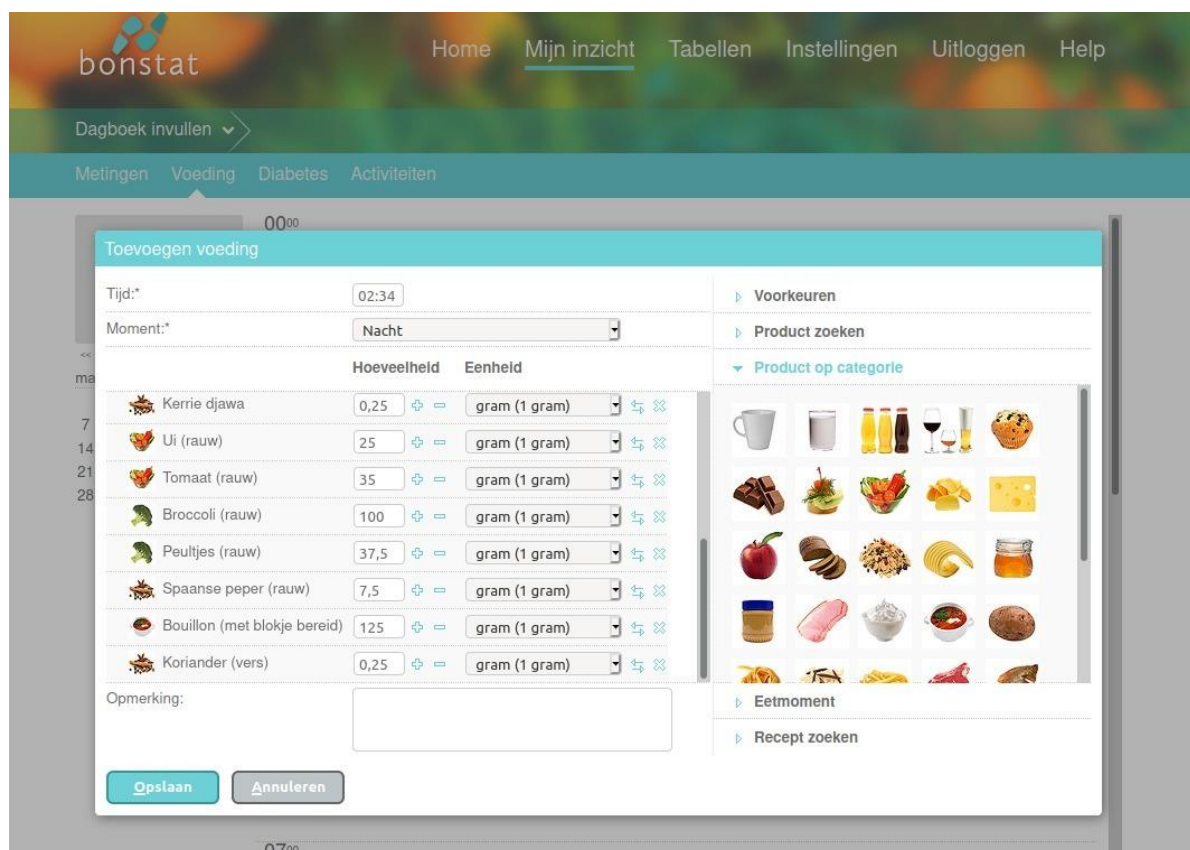 bonstat
Home Mijn inzicht Tabellen Instellingen Uitloggen Help
Dagboek invullen
Metingen Voeding Diabetes Activiteiten
00⁰⁰
Toevoegen voeding
Tijd:* 02:34
Moment:* Nacht
Hoeveelheid Eenheid
Kerrie djawa 0,25 gram (1 gram)
Ui (rauw) 25 gram (1 gram)
Tomaat (rauw) 35 gram (1 gram)
Broccoli (rauw) 100 gram (1 gram)
Peultjes (rauw) 37,5 gram (1 gram)
Spaanse peper (rauw) 7,5 gram (1 gram)
Bouillon (met blokje bereid) 125 gram (1 gram)
Koriander (vers) 0,25 gram (1 gram)
Opmerking:
Opslaan Annuleren
Voorkeuren
Product zoeken
Product op categorie
Eetmoment
Recept zoeken
<<
ma
7
14
21
28
07⁰⁰